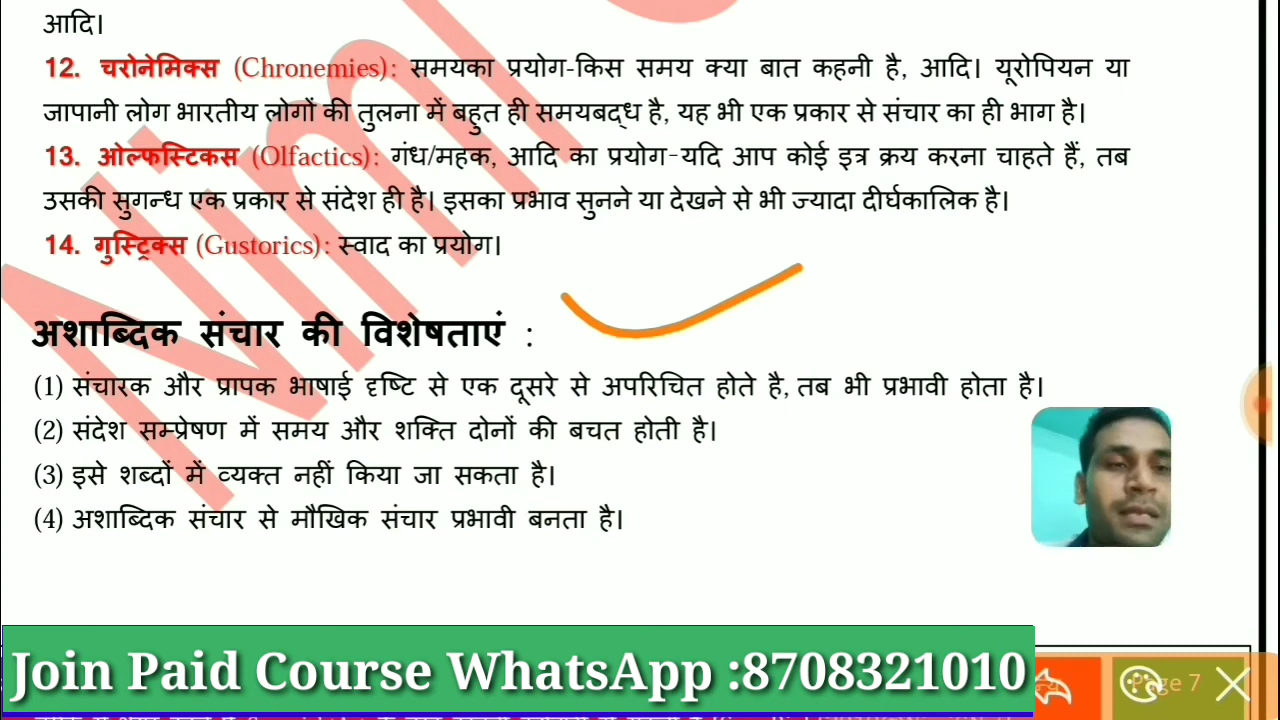 आदि।
12. चरोनेमिक्स (Chronemies): समयका प्रयोग-किस समय क्या बात कहनी है, आदि। यूरोपियन या
जापानी लोग भारतीय लोगों की तुलना में बहुत ही समयबद्ध है, यह भी एक प्रकार से संचार का ही भाग है।
13. ओल्फस्टिकस (Olfactics): गंध/महक, आदि का प्रयोग-यदि आप कोई इत्र क्रय करना चाहते हैं, तब
उसकी सुगन्ध एक प्रकार से संदेश ही है। इसका प्रभाव सुनने या देखने से भी ज्यादा दीर्घकालिक है।
14. गुस्ट्रिक्स (Gustorics): स्वाद का प्रयोग।
अशाब्दिक संचार की विशेषताएं :
(1) संचारक और प्रापक भाषाई दृष्टि से एक दूसरे से अपरिचित होते है, तब भी प्रभावी होता है।
(2) संदेश सम्प्रेषण में समय और शक्ति दोनों की बचत होती है।
(3) इसे शब्दों में व्यक्त नहीं किया जा सकता है।
(4) अशाब्दिक संचार से मौखिक संचार प्रभावी बनता है।
Join Paid Course WhatsApp :8708321010
Page 7